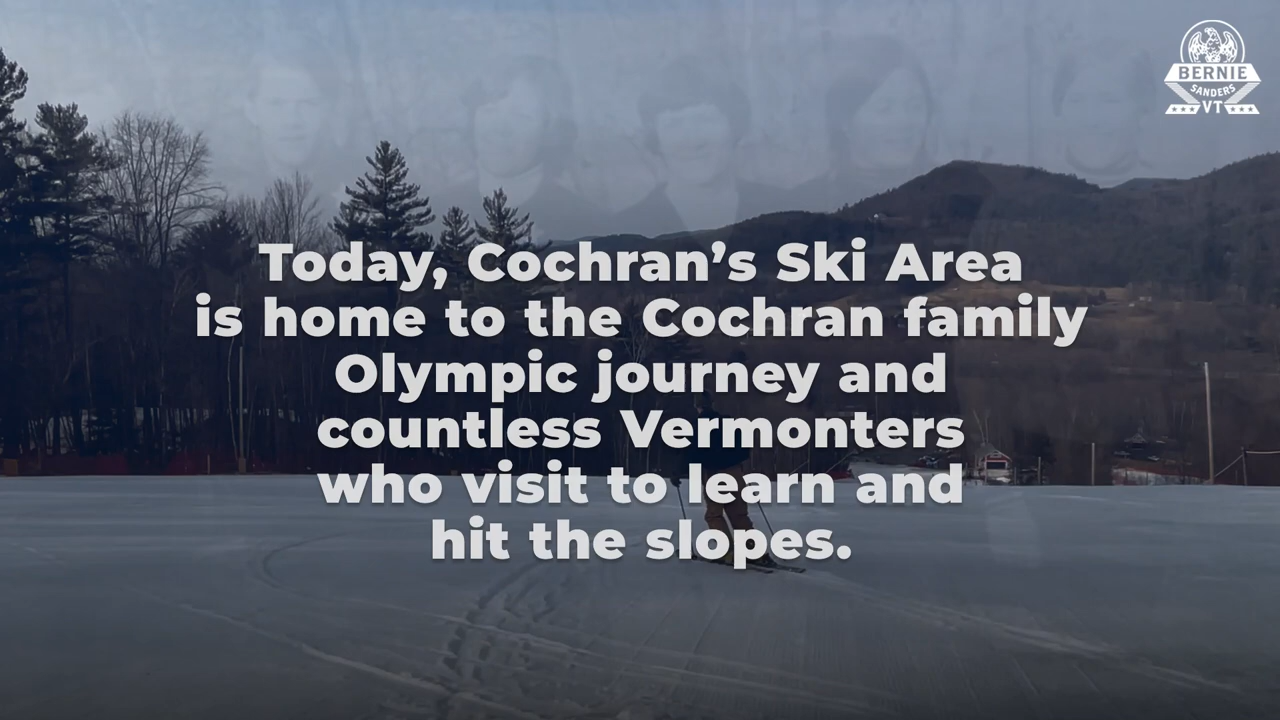 BERNIE
SANDERS
VT
Today, Cochran’s Ski Area
is home to the Cochran family
Olympic journey and
countless Vermonters
who visit to learn and
hit the slopes.